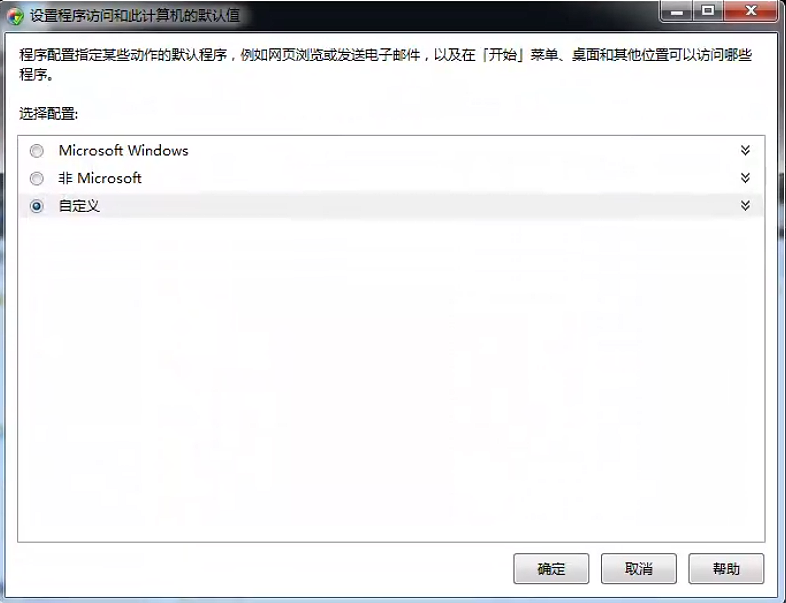 设置程序访问和此计算机的默认值
程序配置指定某些动作的默认程序，例如网页浏览或发送电子邮件，以及在「开始」菜单、桌面和其他位置可以访问哪些
程序。
选择配置:
Microsoft Windows
非 Microsoft
自定义
确定
取消
帮助